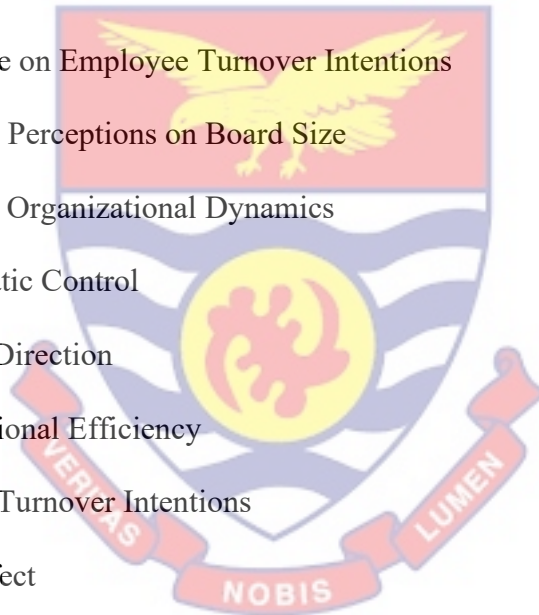 e on Employee Turnover Intentions
Perceptions on Board Size
Organizational Dynamics
tic Control
Direction
ional Efficiency
Turnover Intentions
ect
VERITAS
NOBIS
LUMEN